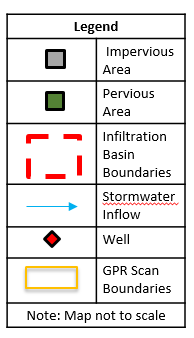 Legend
Impervious
Area
Pervious
Area
Infiltration
Basin
Boundaries
Stormwater
Inflow
Well
GPR Scan
Boundaries
Note: Map not to scale